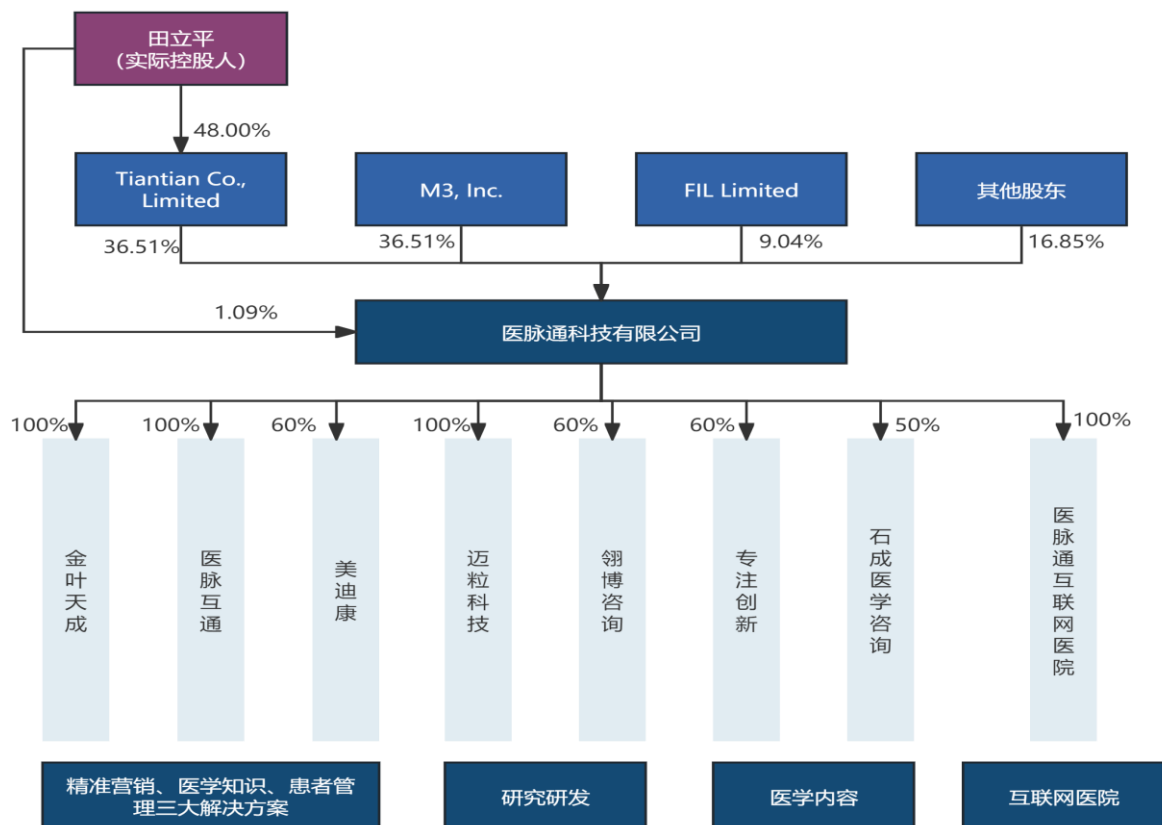 田立平
(实际控股人)
48.00%
Tiantian Co.,
Limited
M3, Inc.
FIL Limited
其他股东
36.51%
36.51%
9.04%
16.85%
1.09%
医脉通科技有限公司
100%
100%
60%
100%
60%
60%
50%
100%
金叶天成
医脉互通
美迪康
迈粒科技
翎博咨询
专注创新
石成医学咨询
医脉通互联网医院
精准营销、医学知识、患者管
理三大解决方案
研究研发
医学内容
互联网医院